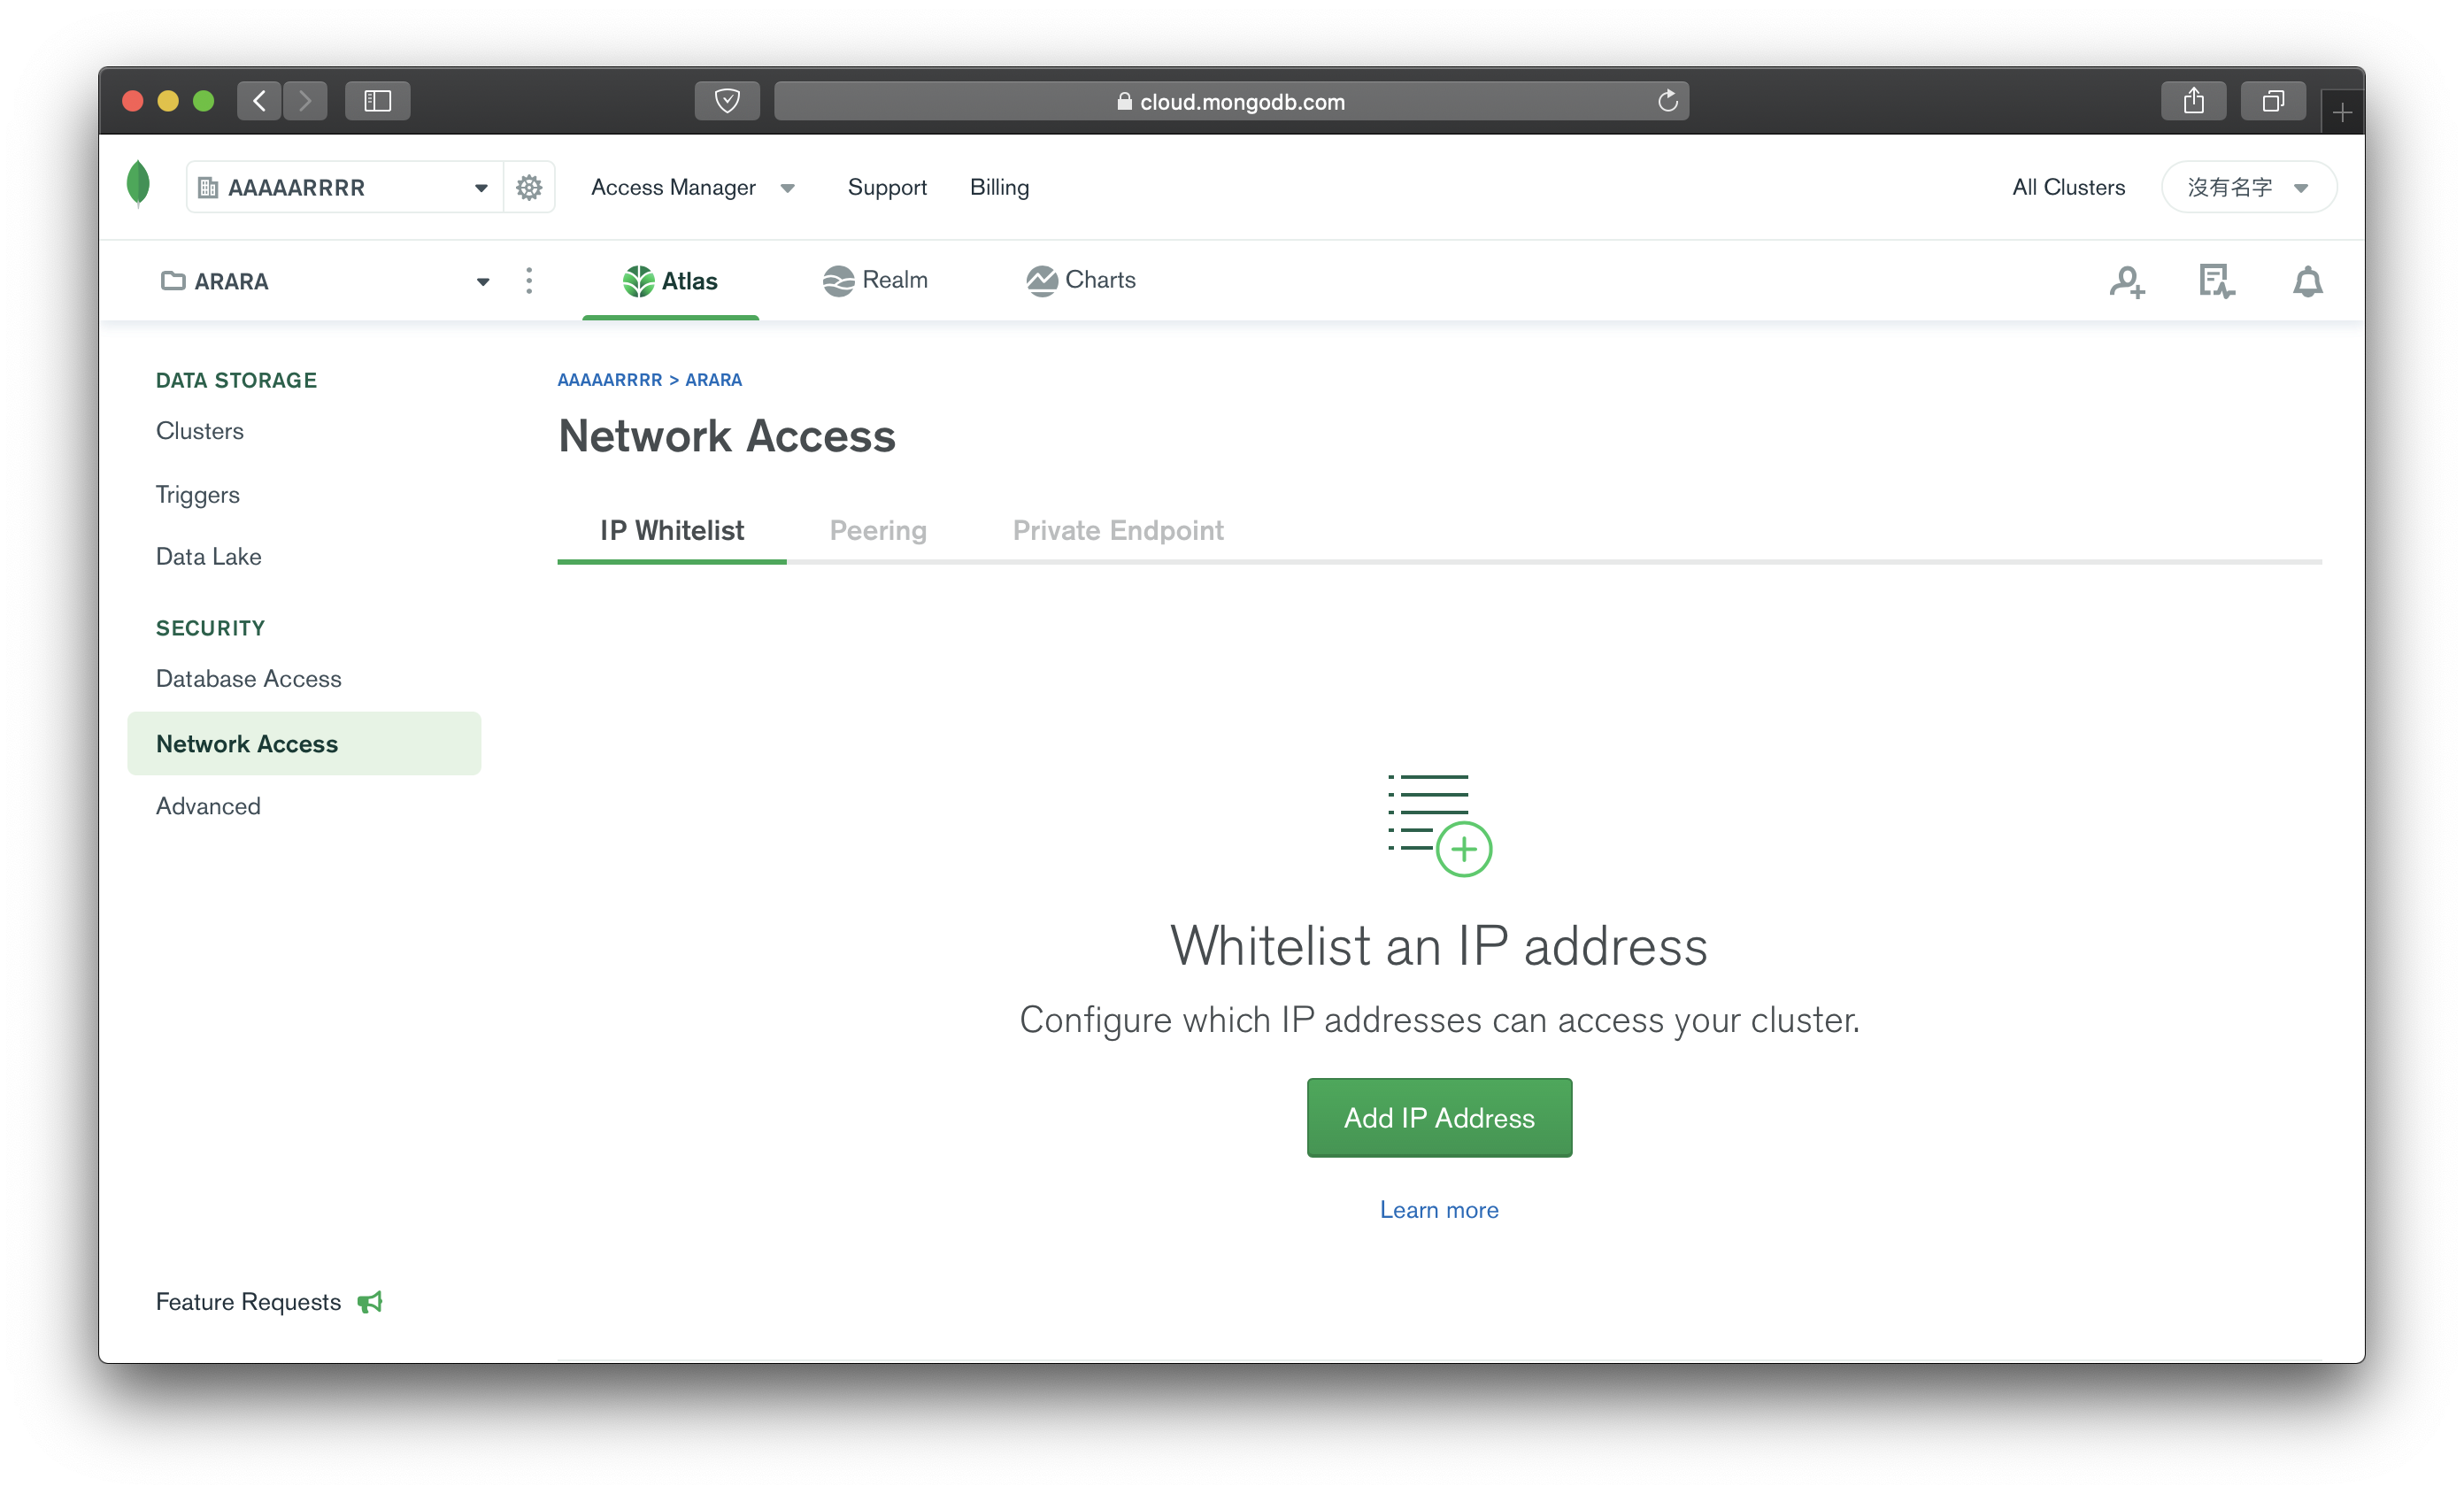 cloud.mongodb.com
AAAAARRRR
Access Manager
Support
Billing
All Clusters
沒有名字
ARARA
Atlas
Realm
Charts
DATA STORAGE
Clusters
Triggers
Data Lake
SECURITY
Database Access
Network Access
Advanced
Feature Requests
AAAAARRRR > ARARA
Network Access
IP Whitelist
Peering
Private Endpoint
Whitelist an IP address
Configure which IP addresses can access your cluster.
Add IP Address
Learn more